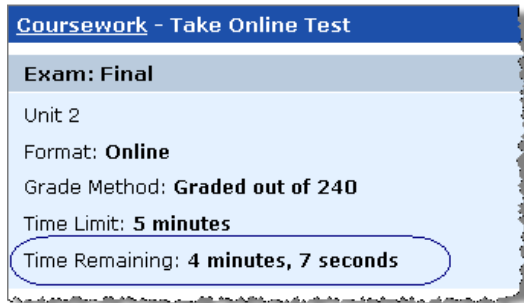 Coursework - Take Online Test
Exam: Final
Unit 2
Format: Online
Grade Method: Graded out of 240
Time Limit: 5 minutes
Time Remaining: 4 minutes, 7 seconds